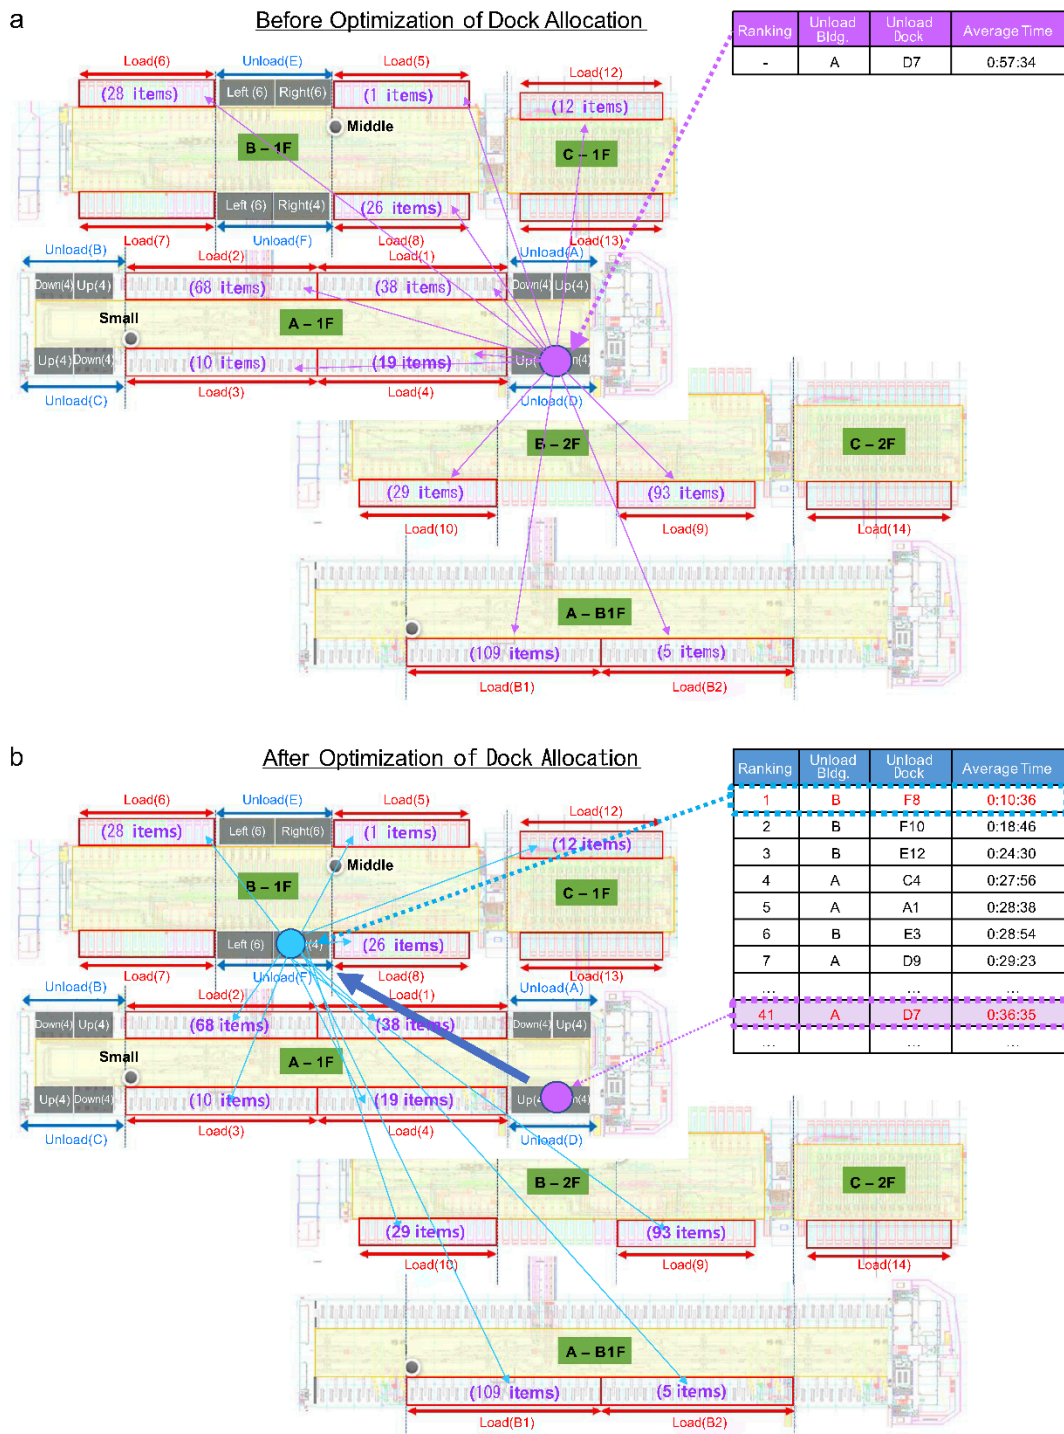 a
Before Optimization of Dock Allocation
Ranking Unload Bldg. Unload Dock Average Time
- A D7 0:57:34
Load(6) Unload(E) Load(5) Load(12)
(28 items) Left (6) Right(6) (1 items) (12 items)
Middle
B – 1F C – 1F
Left (6) Right(4) (26 items)
Load(7) Unload(F) Load(8) Load(13)
Unload(B) Load(2) Load(1) Unload(A)
Down(4) Up(4) (68 items) (38 items) Down(4) Up(4)
Small
A – 1F
Up(4) Down(4) (10 items) (19 items)
Unload(C) Load(3) Load(4) Unload(D)
B – 2F C – 2F
(29 items) (93 items)
Load(10) Load(9) Load(14)
A – B1F
(109 items) (5 items)
Load(B1) Load(B2)
b
After Optimization of Dock Allocation
Ranking Unload Bldg. Unload Dock Average Time
1 B F8 0:10:36
2 B F10 0:18:46
3 B E12 0:24:30
4 A C4 0:27:56
5 A A1 0:28:38
6 B E3 0:28:54
7 A D9 0:29:23
... ... ... ...
41 A D7 0:36:35
... ... ...
Load(6) Unload(E) Load(5) Load(12)
(28 items) Left (6) Right(6) (1 items) (12 items)
Middle
B – 1F C – 1F
Left (6) (26 items)
Load(7) Unload(F) Load(8) Load(13)
Unload(B) Load(2) Load(1) Unload(A)
Down(4) Up(4) (68 items) (38 items) Down(4) Up(4)
Small
A – 1F
Up(4) Down(4) (10 items) (19 items)
Unload(C) Load(3) Load(4) Unload(D)
B – 2F C – 2F
(29 items) (93 items)
Load(10) Load(9) Load(14)
A – B1F
(109 items) (5 items)
Load(B1) Load(B2)